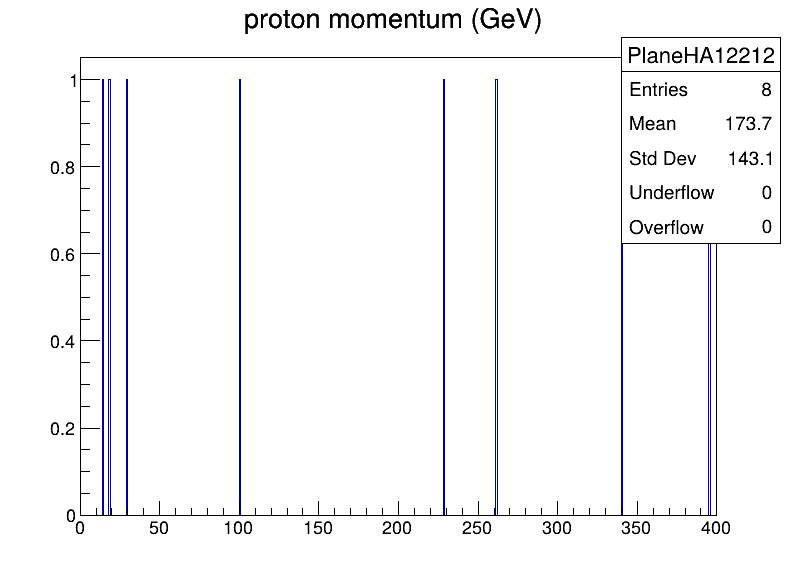 proton momentum (GeV)
PlaneHA12212
Entries 8
Mean 173.7
Std Dev 143.1
Underflow 0
Overflow 0
1
0.8
0.6
0.4
0.2
0
0 50 100 150 200 250 300 350 400